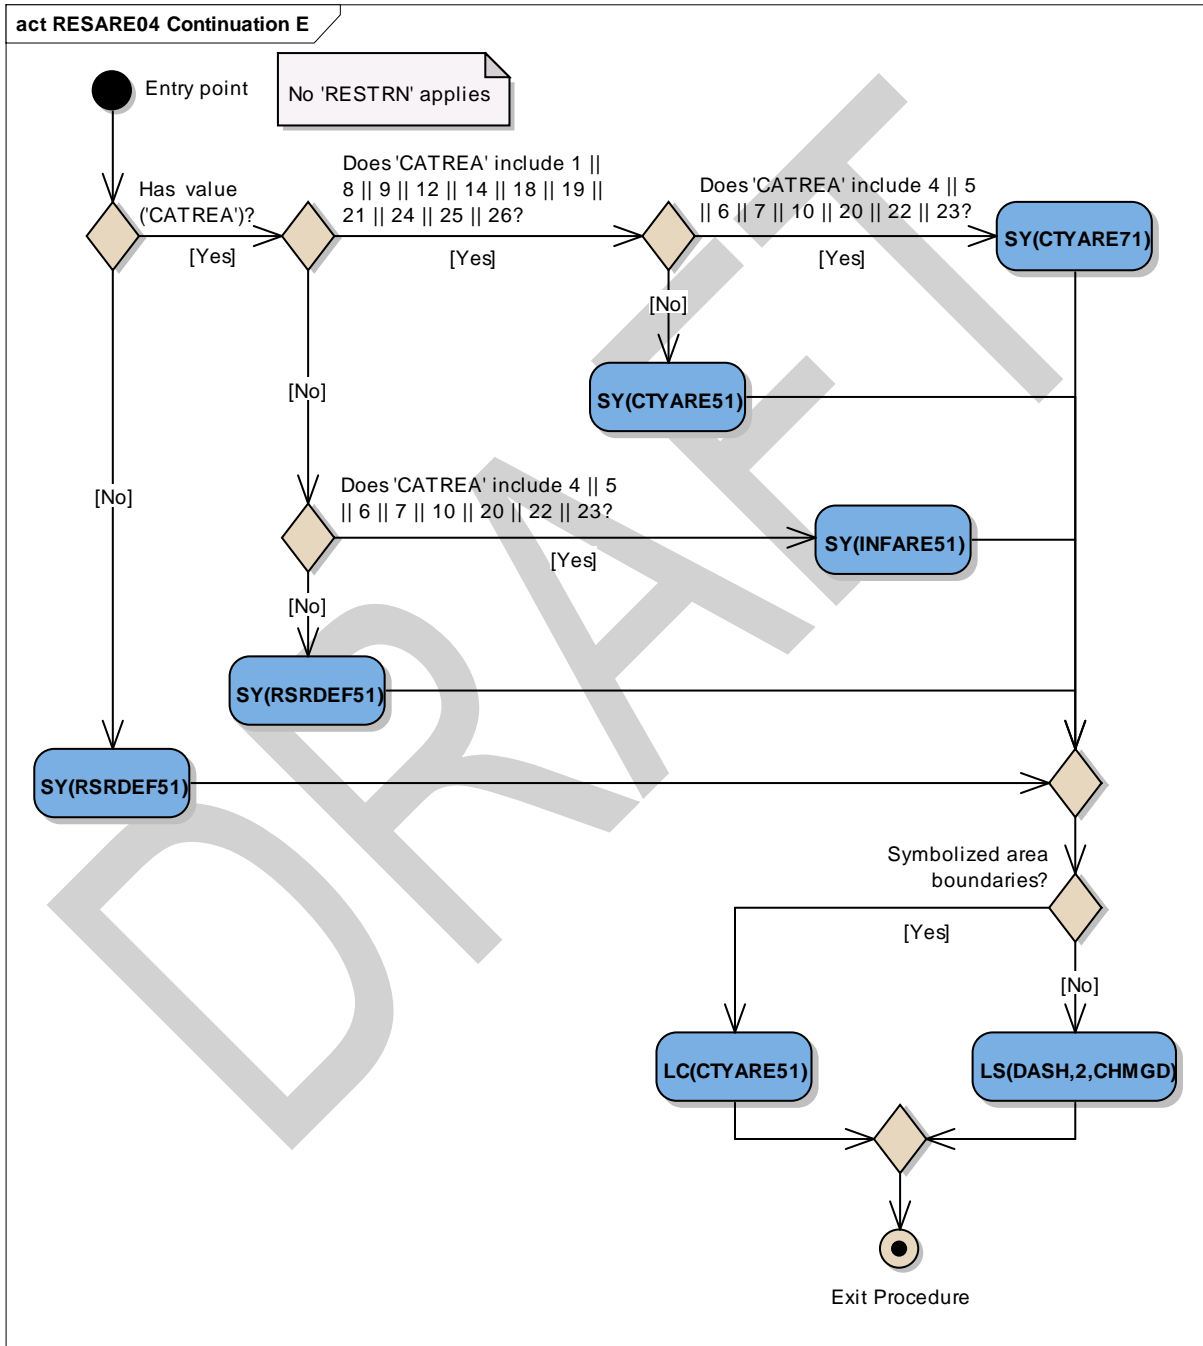 act RESARE04 Continuation E
Entry point
No 'RESTRN' applies
Has value
('CATREA')?
[Yes]
Does 'CATREA' include 1 ||
8 || 9 || 12 || 14 || 18 || 19 ||
21 || 24 || 25 || 26?
[Yes]
Does 'CATREA' include 4 || 5
|| 6 || 7 || 10 || 20 || 22 || 23?
[Yes]
SY(CTYARE71)
[No]
SY(CTYARE51)
[No]
[No]
Does 'CATREA' include 4 || 5
|| 6 || 7 || 10 || 20 || 22 || 23?
[Yes]
SY(INFARE51)
[No]
SY(RSRDEF51)
SY(RSRDEF51)
Symbolized area
boundaries?
[Yes]
[No]
LC(CTYARE51)
LS(DASH,2,CHMGD)
Exit Procedure
DRAFT